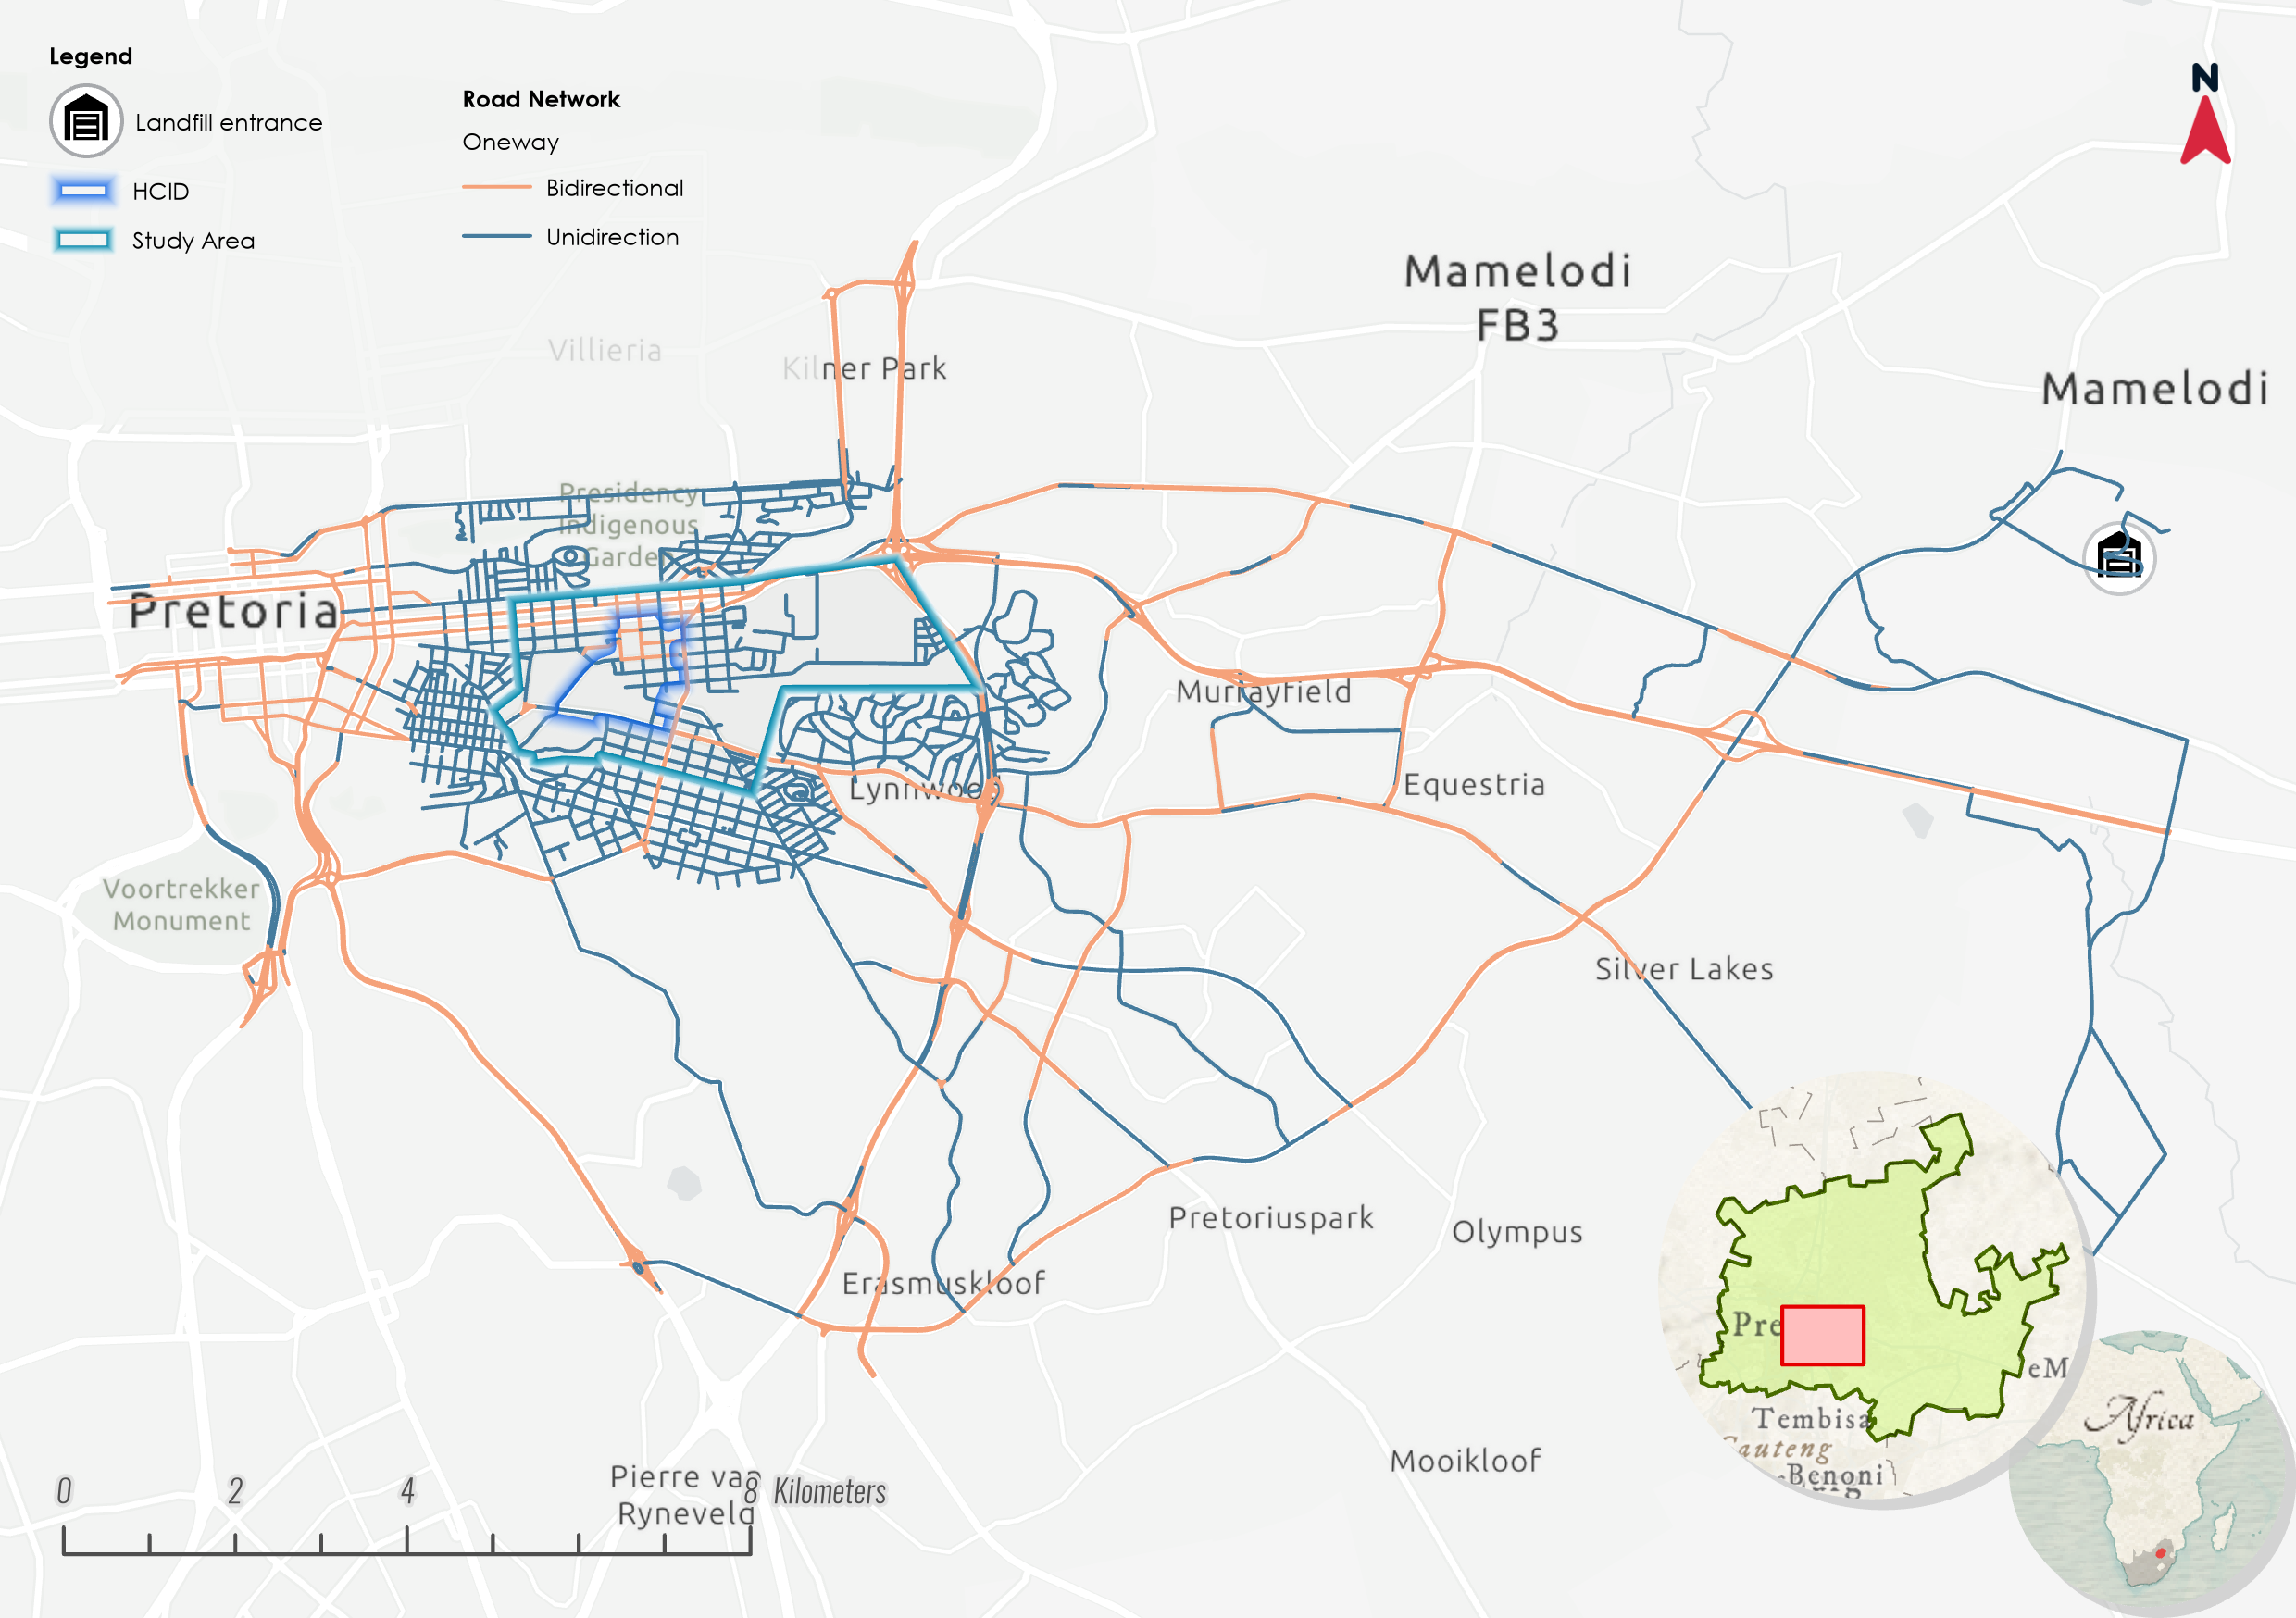 Legend
Landfill entrance
HCID
Study Area
Road Network
Oneway
Bidirectional
Unidirection
N
Mamelodi
FB3
Mamelodi
Villieria
Kilner Park
Presidency
Indigenous
Garden
Pretoria
Murrayfield
Lynnwood
Equestria
Voortrekker
Monument
Silver Lakes
Pretoriuspark
Olympus
Erasmuskloof
Mooikloof
Pierre van
Ryneveld
0 2 4 8 Kilometers
Pre
eM
Tembisa
Gauteng
Benoni
Africa